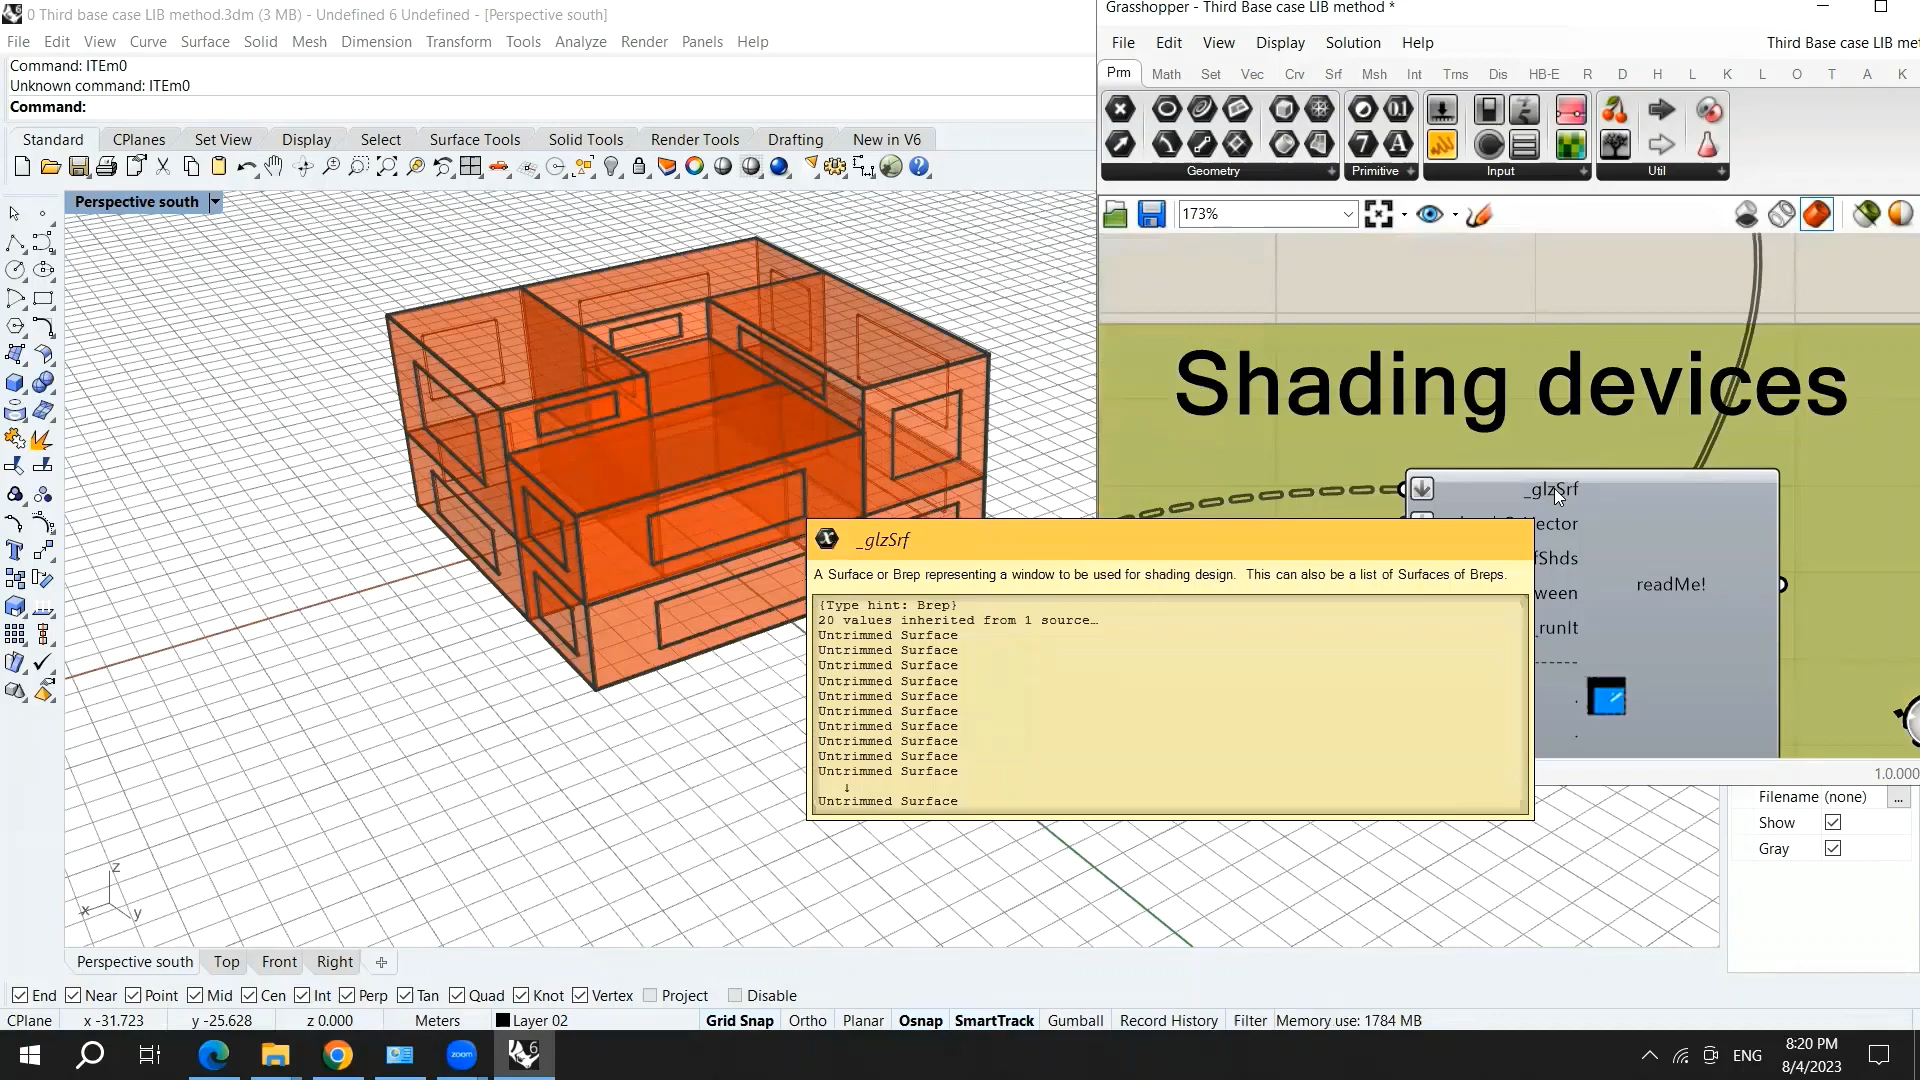 0 Third base case LIB method.3dm (3 MB) - Undefined 6 Undefined - [Perspective south]
File Edit View Curve Surface Solid Mesh Dimension Transform Tools Analyze Render Panels Help
Command: ITEm0
Unknown command: ITEm0
Command:
Standard CPlanes Set View Display Select Surface Tools Solid Tools Render Tools Drafting New in V6
Perspective south
Grasshopper - Third Base case LIB method *
File Edit View Display Solution Help Third Base case LIB met
Prm Math Set Vec Crv Srf Msh Int Trns Dis HB-E R D H L K L O T A K
Geometry Primitive Input Util
173%
Shading devices
_glzSrf
Vector
fShds
ween
runIt
readMe!
_glzSrf
A Surface or Brep representing a window to be used for shading design. This can also be a list of Surfaces of Breps.
{Type hint: Brep}
20 values inherited from 1 source…
Untrimmed Surface
Untrimmed Surface
Untrimmed Surface
Untrimmed Surface
Untrimmed Surface
Untrimmed Surface
Untrimmed Surface
Untrimmed Surface
Untrimmed Surface
Untrimmed Surface
↓
Untrimmed Surface
1.0.000
Filename (none) ...
Show
Gray
z
x y
Perspective south Top Front Right
End Near Point Mid Cen Int Perp Tan Quad Knot Vertex Project Disable
CPlane x -31.723 y -25.628 z 0.000 Meters Layer 02 Grid Snap Ortho Planar Osnap SmartTrack Gumball Record History Filter Memory use: 1784 MB
zoom
6
ENG
8:20 PM
8/4/2023